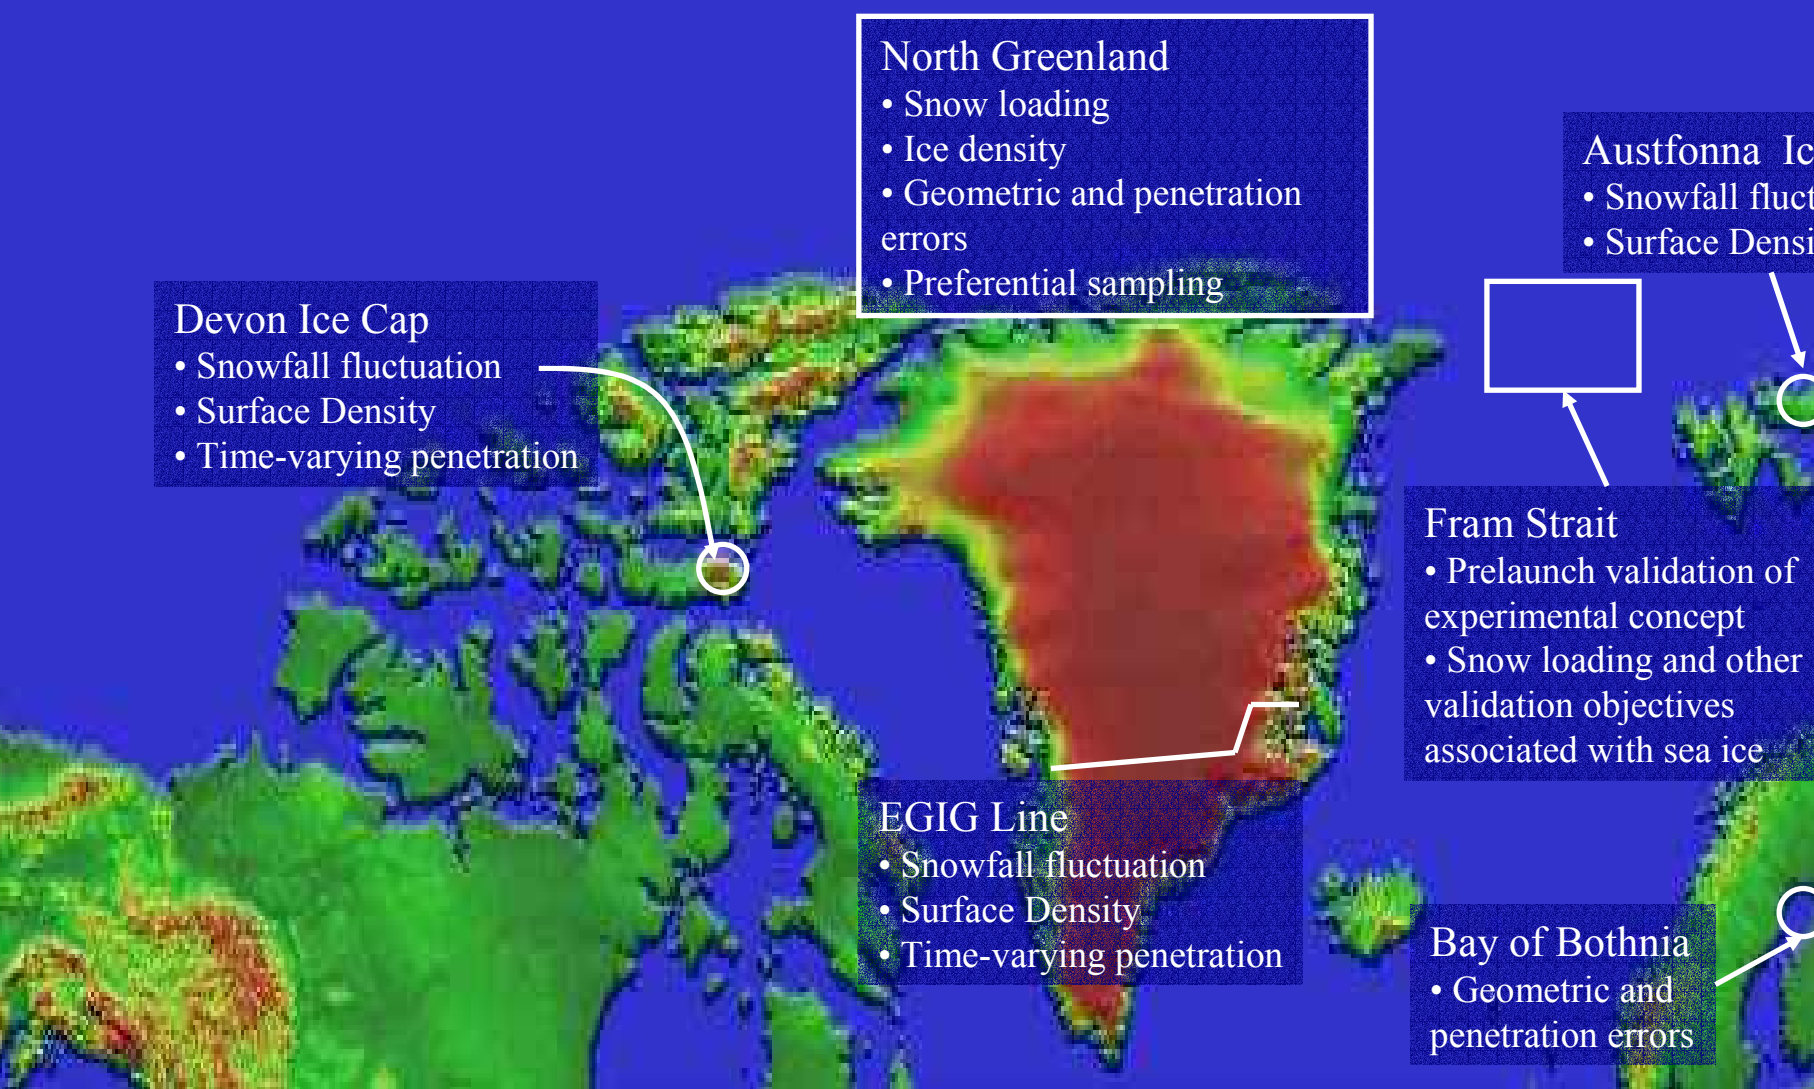 North Greenland
• Snow loading
• Ice density
• Geometric and penetration
errors
• Preferential sampling
Austfonna
• Snowfall
• Surface
Devon Ice Cap
• Snowfall fluctuation
• Surface Density
• Time-varying penetration
Fram Strait
• Prelaunch validation of
experimental concept
• Snow loading and other
validation objectives
associated with sea ice
EGIG Line
• Snowfall fluctuation
• Surface Density
• Time-varying penetration
Bay of Bothnia
• Geometric and
penetration errors